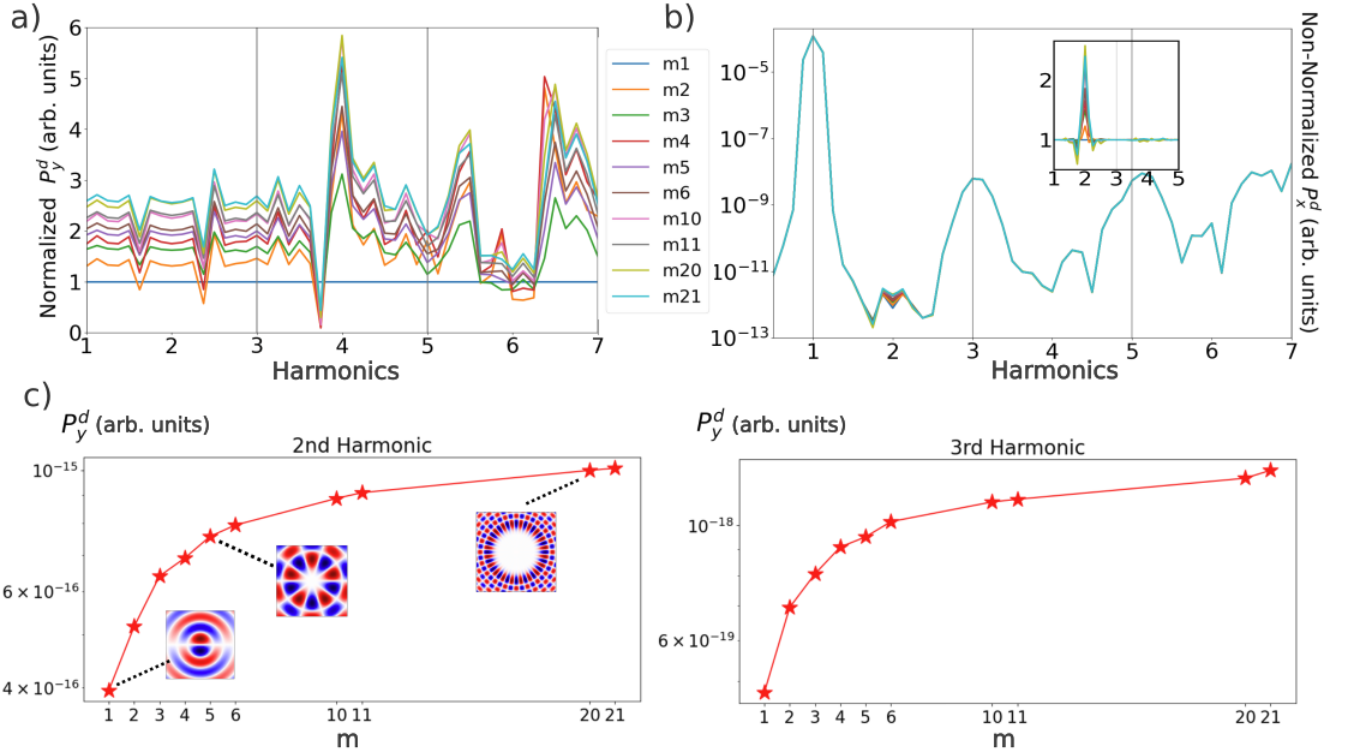 a)
Normalized P_y^d (arb. units)
6
5
4
3
2
1
0
1 2 3 4 5 6 7
Harmonics
m1
m2
m3
m4
m5
m6
m10
m11
m20
m21
b)
Non-Normalized P_x^d (arb. units)
10^-5
10^-7
10^-9
10^-11
10^-13
1 2 3 4 5 6 7
Harmonics
2
1
1 2 3 4 5
c)
P_y^d (arb. units)
2nd Harmonic
10^-15
6 × 10^-16
4 × 10^-16
1 2 3 4 5 6 10 11 20 21
m
P_y^d (arb. units)
3rd Harmonic
10^-18
6 × 10^-19
1 2 3 4 5 6 10 11 20 21
m